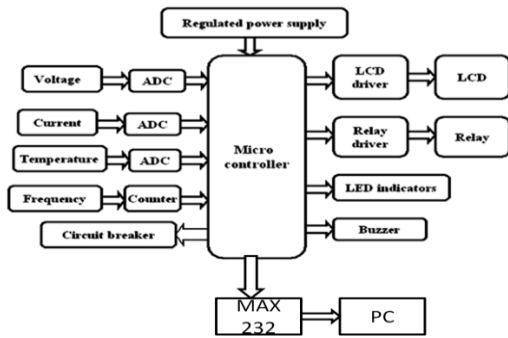 Regulated power supply
Voltage
ADC
Current
ADC
Temperature
ADC
Frequency
Counter
Circuit breaker
Micro
controller
LCD
driver
LCD
Relay
driver
Relay
LED indicators
Buzzer
MAX
232
PC